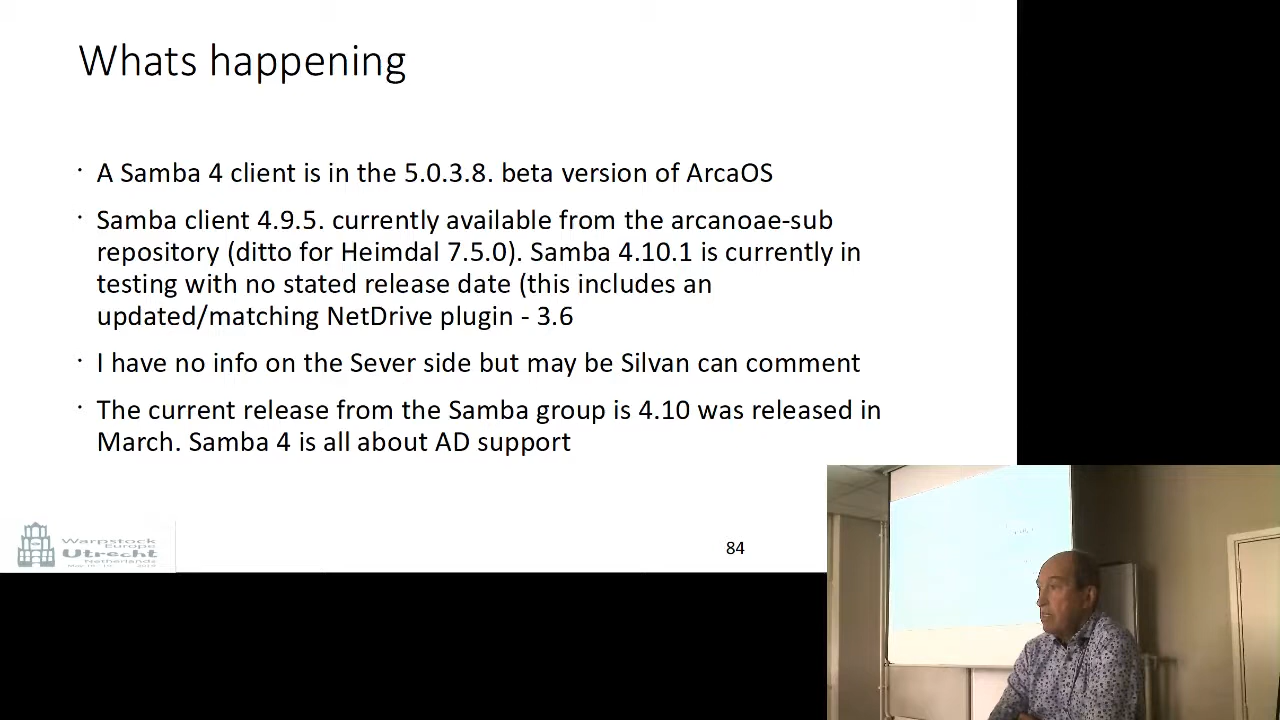 Whats happening
A Samba 4 client is in the 5.0.3.8. beta version of ArcaOS
Samba client 4.9.5. currently available from the arcanoae-sub
repository (ditto for Heimdal 7.5.0). Samba 4.10.1 is currently in
testing with no stated release date (this includes an
updated/matching NetDrive plugin - 3.6
I have no info on the Sever side but may be Silvan can comment
The current release from the Samba group is 4.10 was released in
March. Samba 4 is all about AD support
Warpstock
Europe
Utrecht
Netherlands
84